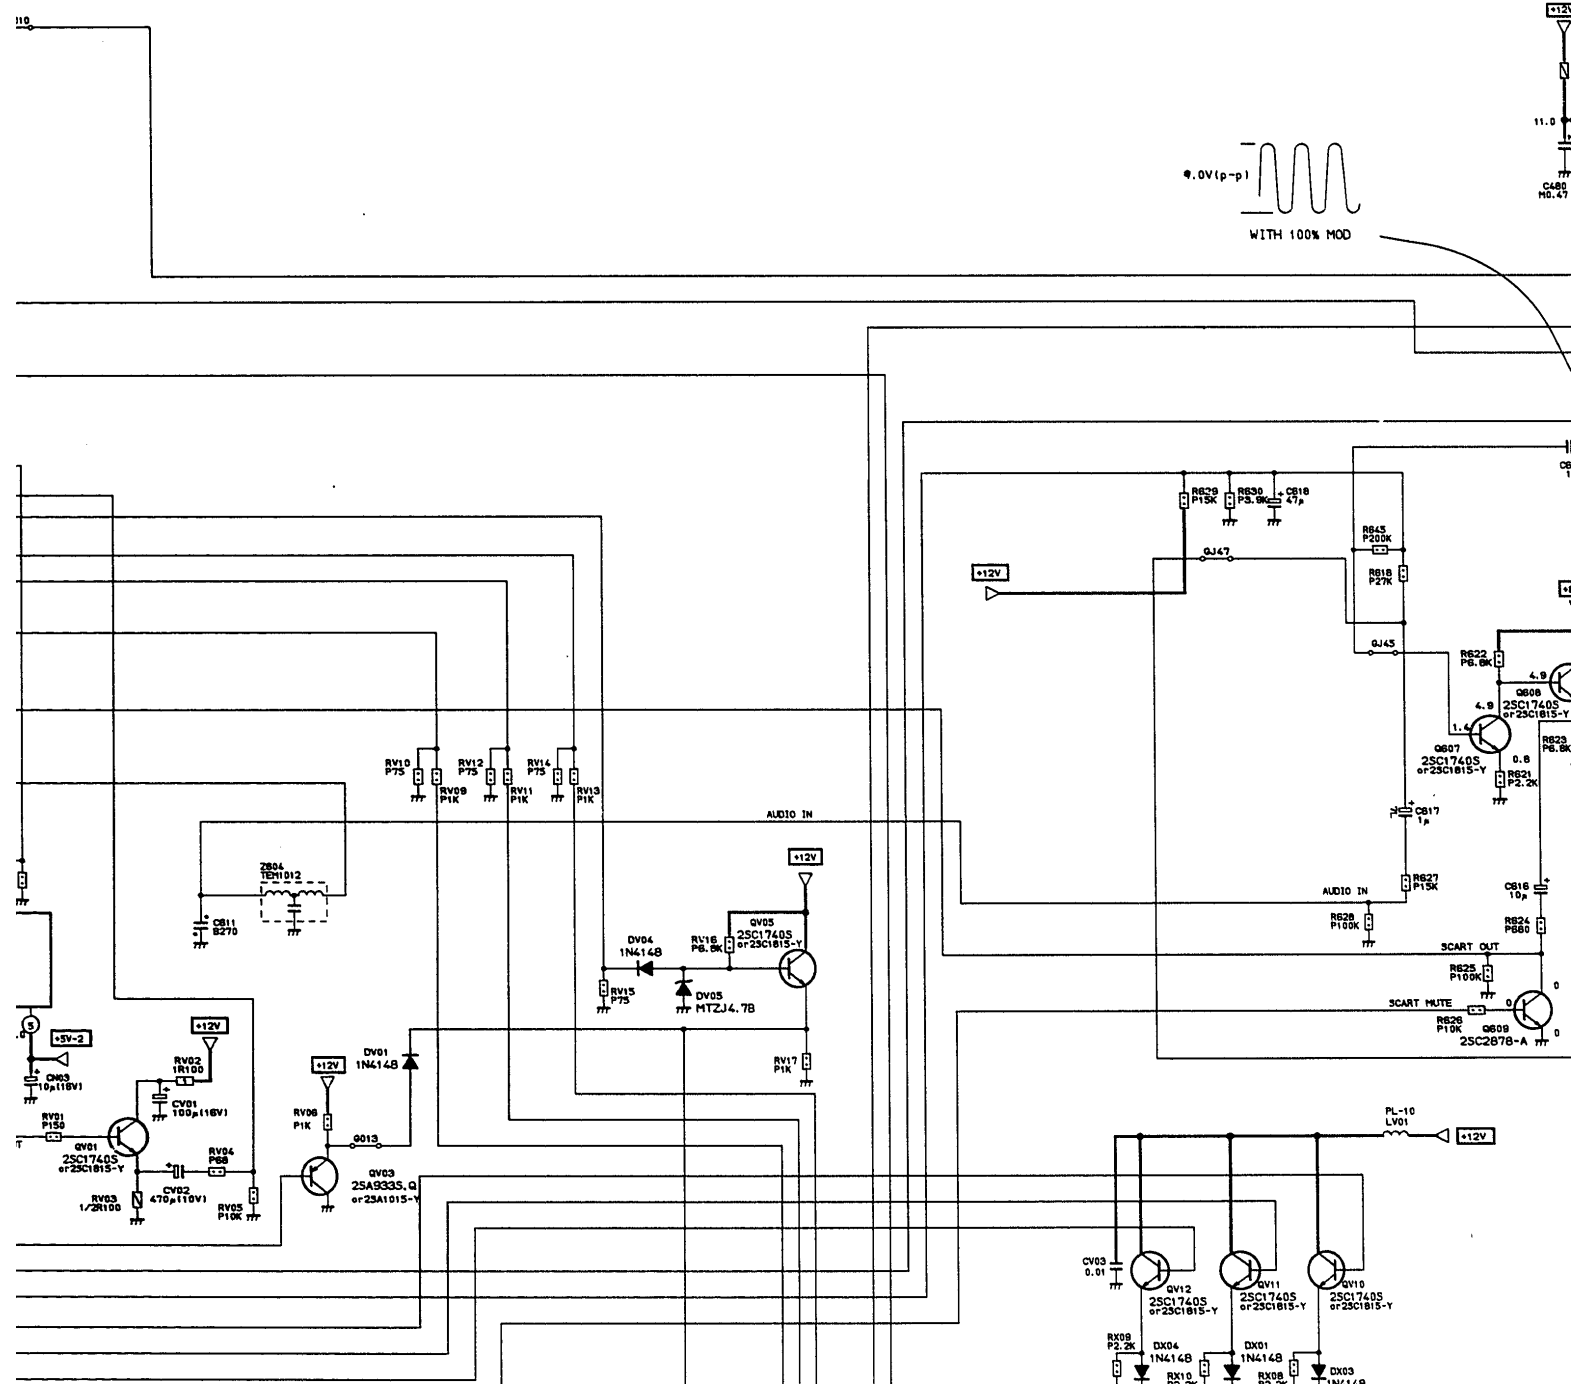 +12V
11.0
C480
M0.47
9.0V(p-p)
WITH 100% MOD
R629
P15K
R630
P3.9K
C618
47µ
R645
P200K
GJ47
+12V
R618
P27K
GJ45
R622
P6.8K
4.9
Q608
2SC1740S
or2SC1815-Y
4.9
1.4
Q607
2SC1740S
or2SC1815-Y
0.8
R621
P2.2K
R623
P6.8K
RV10
P75
RV09
P1K
RV12
P75
RV11
P1K
RV14
P75
RV13
P1K
AUDIO IN
C617
1µ
Z604
TEM1012
+12V
AUDIO IN
R627
P15K
C616
10µ
C611
B270
R628
P100K
R624
P680
QV05
2SC1740S
or2SC1815-Y
RV16
P6.8K
DV04
1N4148
SCART OUT
R625
P100K
RV15
P75
DV05
MTZJ4.7B
SCART MUTE
R626
P10K
0
0
0
Q609
2SC2878-A
5
+5V-2
CN03
10µ(16V)
+12V
RV02
1R100
CV01
100µ(16V)
DV01
1N4148
+12V
RV17
P1K
RV01
P150
QV01
2SC1740S
or2SC1815-Y
RV06
P1K
G013
RV04
P68
CV02
470µ(10V)
RV03
1/2R100
RV05
P10K
QV03
2SA933S,Q
or2SA1015-Y
PL-10
LV01
+12V
CV03
0.01
QV12
2SC1740S
or2SC1815-Y
QV11
2SC1740S
or2SC1815-Y
QV10
2SC1740S
or2SC1815-Y
RX09
P2.2K
DX04
1N4148
RX10
DX01
1N4148
RX08
DX03
1N4148